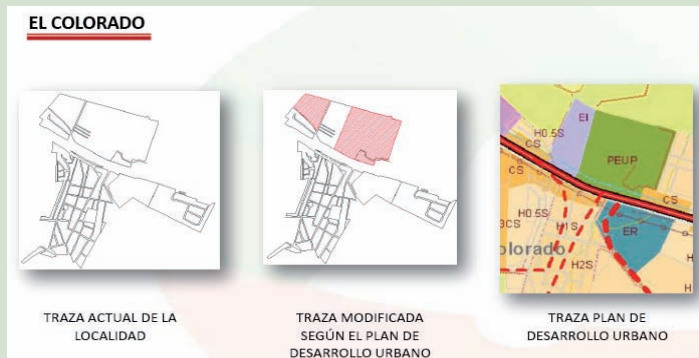 EL COLORADO
EI
H0.5S
CS
PEUP
CS
CS
H0.5S
3CS
H1S
ER
olorado
H2S
H
TRAZA ACTUAL DE LA
LOCALIDAD
TRAZA MODIFICADA
SEGÚN EL PLAN DE
DESARROLLO URBANO
TRAZA PLAN DE
DESARROLLO URBANO